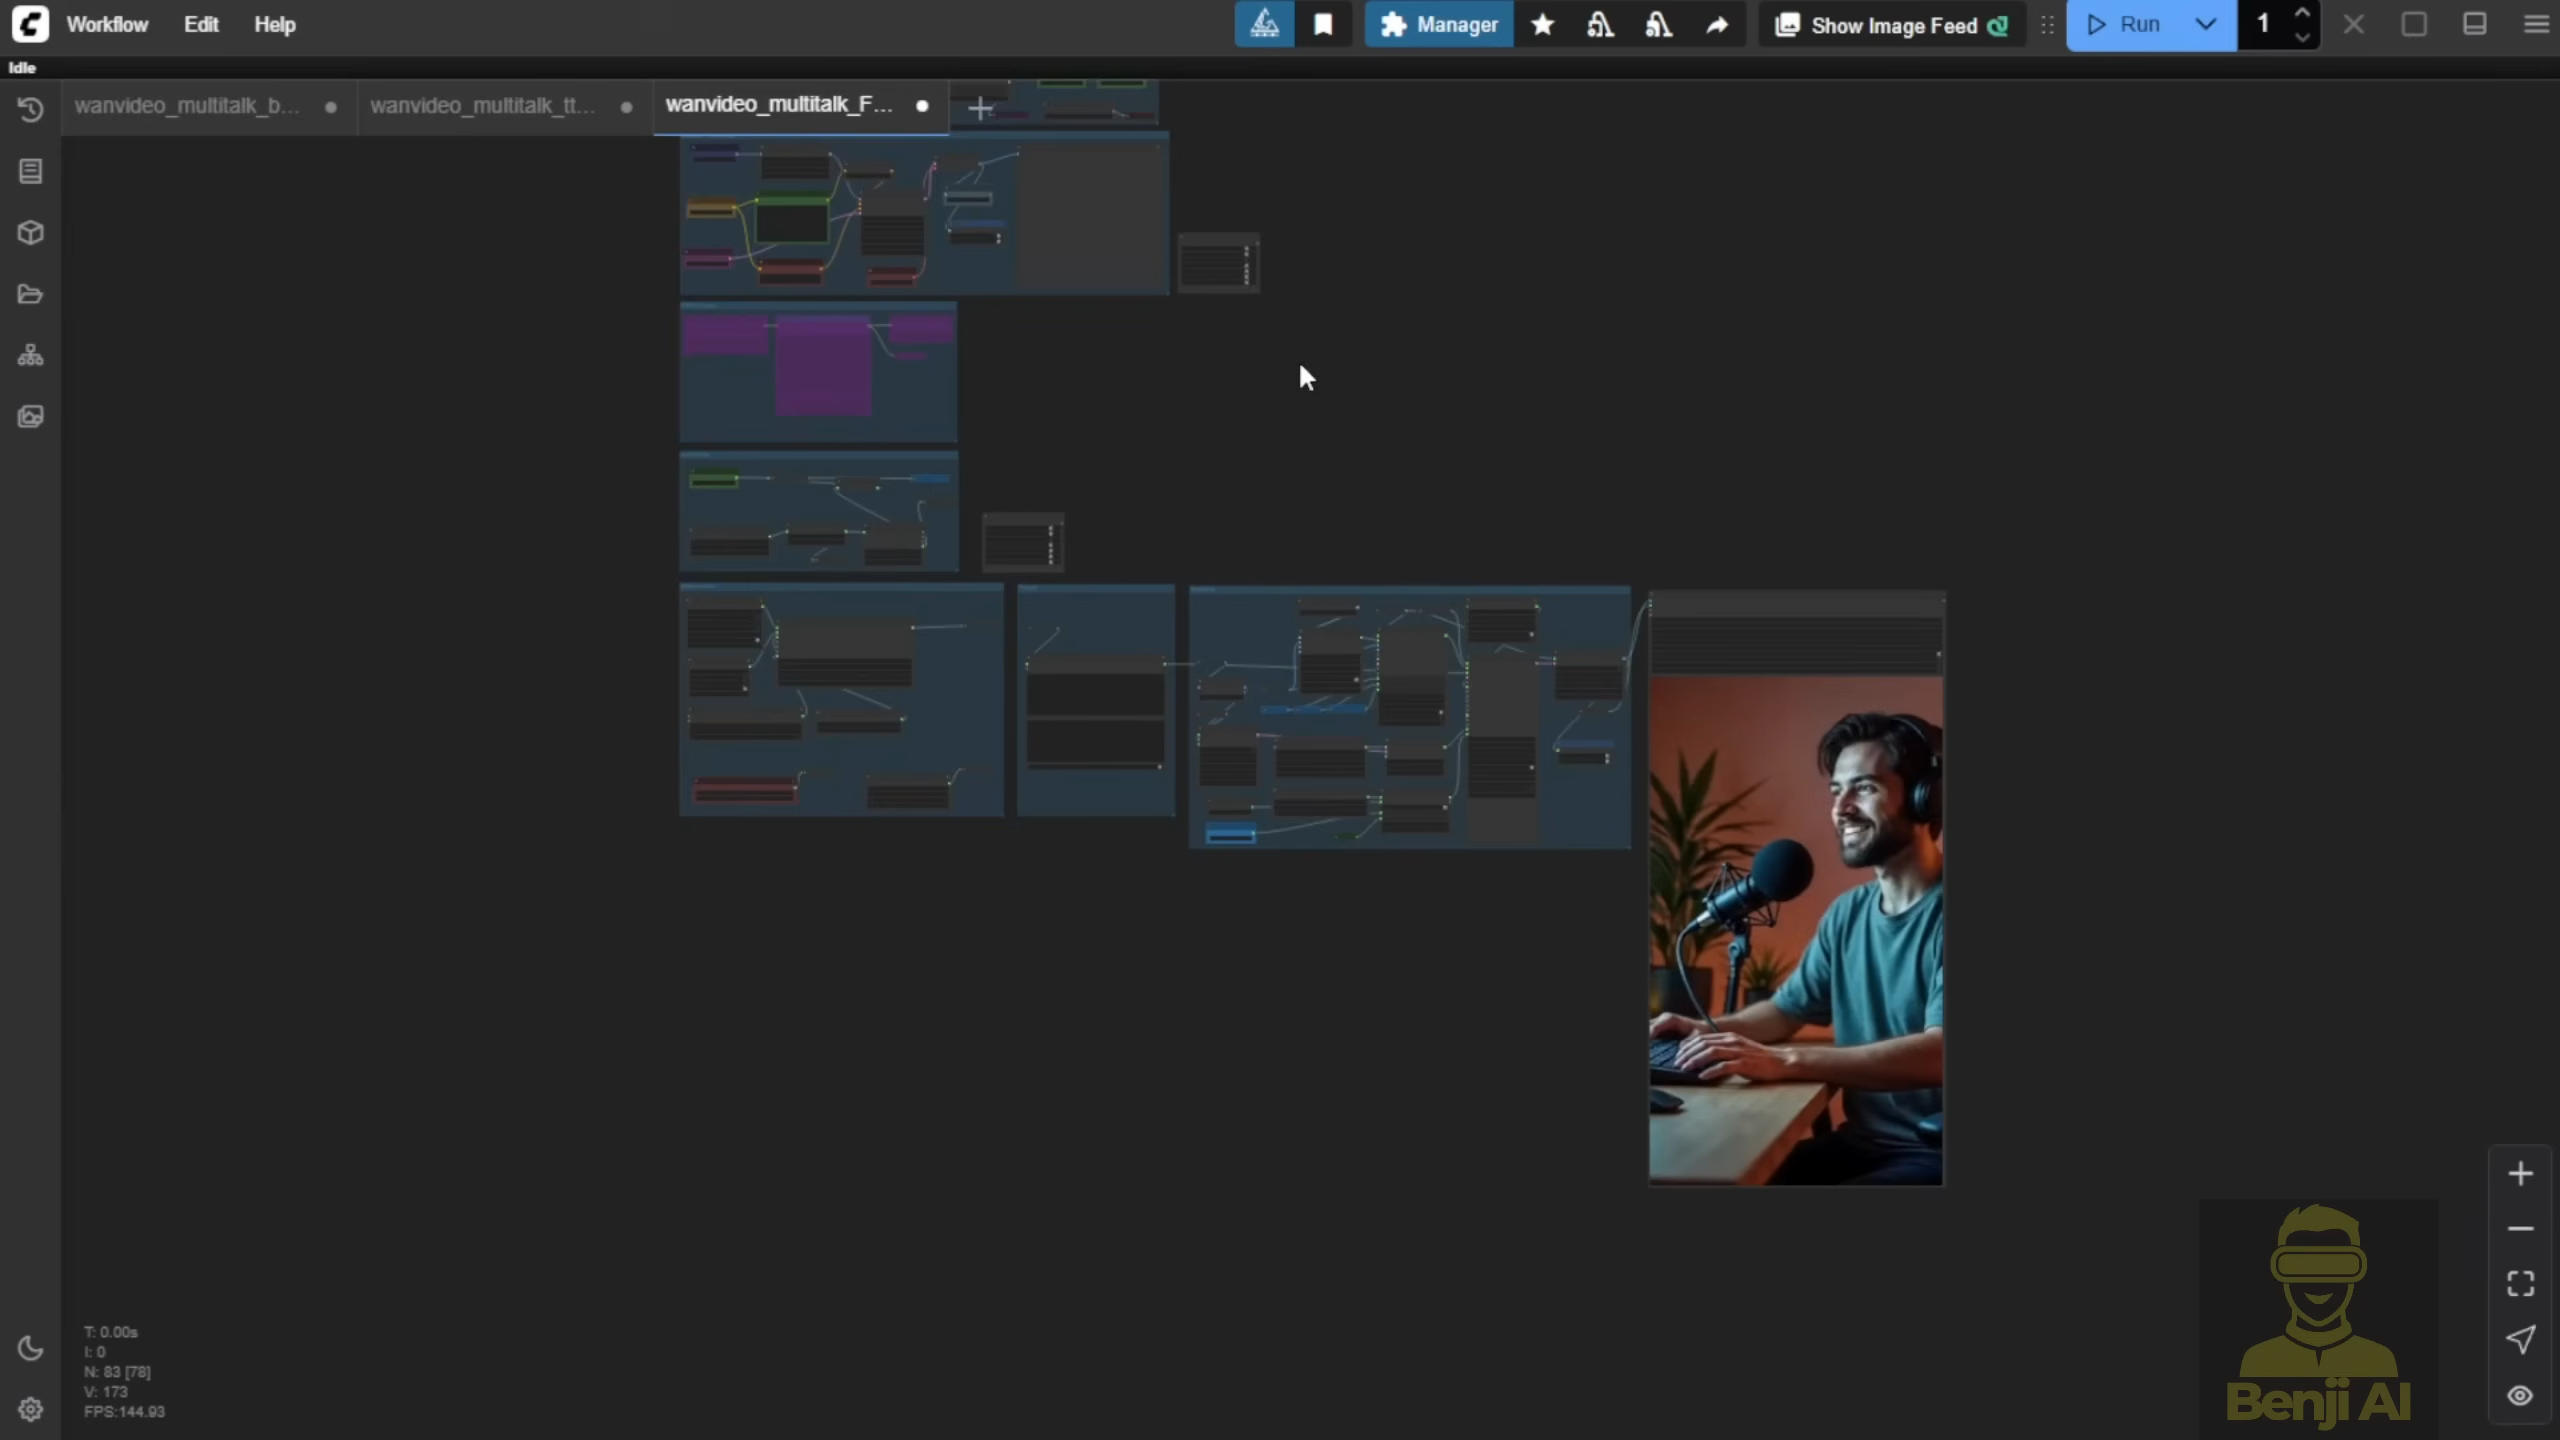 Workflow Edit Help Manager Show Image Feed Run 1
Idle
wanvideo_multitalk_b... wanvideo_multitalk_tt... wanvideo_multitalk_F...
T: 0.00s
I: 0
N: 83 [78]
V: 173
FPS:144.93
Benji AI